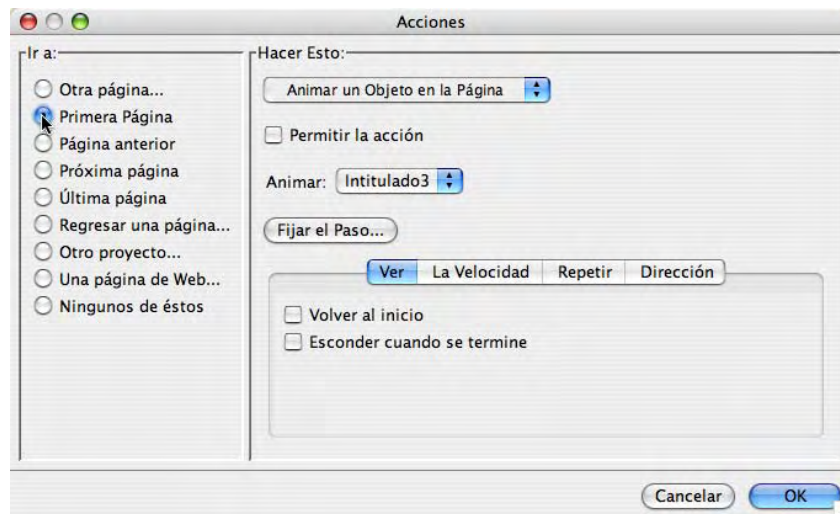 Acciones
Ir a:
Otra página...
Primera Página
Página anterior
Próxima página
Última página
Regresar una página...
Otro proyecto...
Una página de Web...
Ningunos de éstos
Hacer Esto:
Animar un Objeto en la Página
Permitir la acción
Animar: Intitulado3
Fijar el Paso...
Ver La Velocidad Repetir Dirección
Volver al inicio
Esconder cuando se termine
Cancelar OK